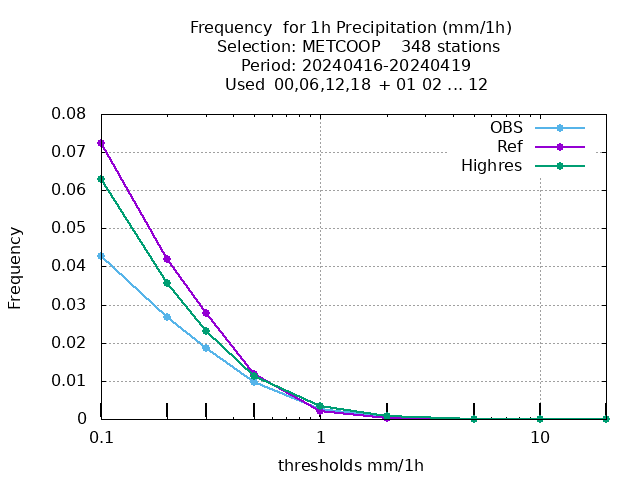 Frequency  for 1h Precipitation (mm/1h)
Selection: METCOOP    348 stations
Period: 20240416-20240419
Used  00,06,12,18 + 01 02 ... 12
OBS
Ref
Highres
Frequency
0.08
0.07
0.06
0.05
0.04
0.03
0.02
0.01
0
0.1 1 10
thresholds mm/1h